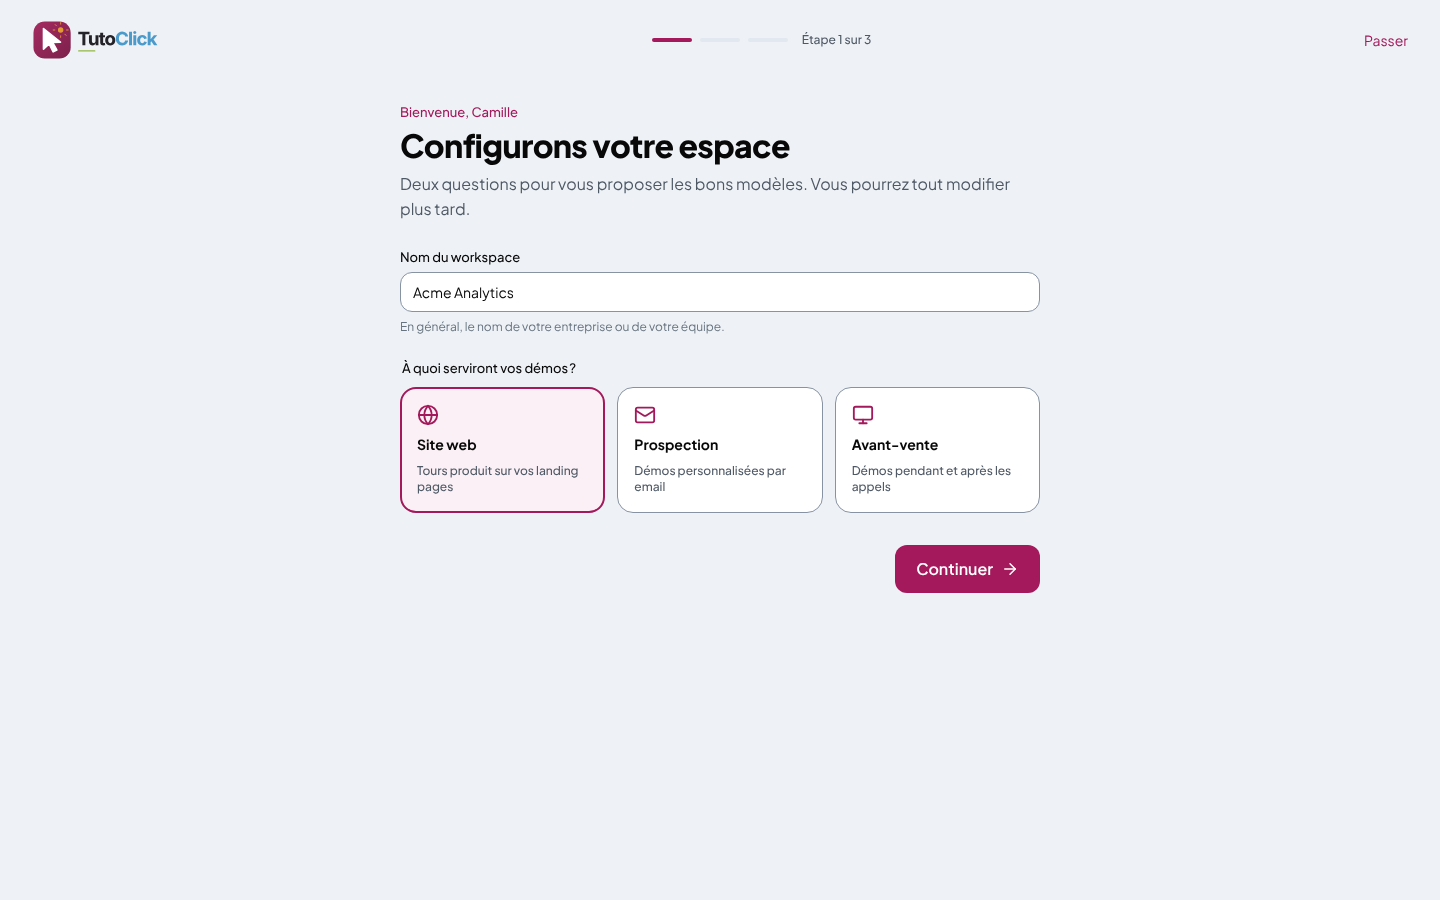 TutoClick
Étape 1 sur 3
Passer
Bienvenue, Camille
Configurons votre espace
Deux questions pour vous proposer les bons modèles. Vous pourrez tout modifier
plus tard.
Nom du workspace
Acme Analytics
En général, le nom de votre entreprise ou de votre équipe.
À quoi serviront vos démos ?
Site web
Tours produit sur vos landing
pages
Prospection
Démos personnalisées par
email
Avant-vente
Démos pendant et après les
appels
Continuer